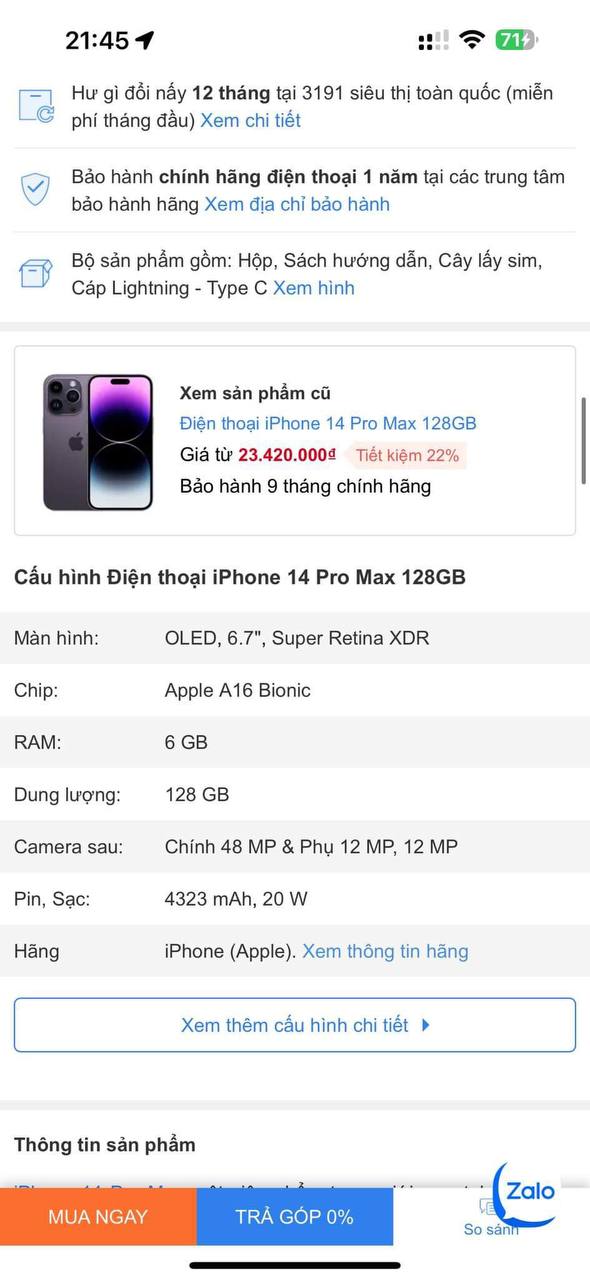 21:45
71
Hư gì đổi nấy 12 tháng tại 3191 siêu thị toàn quốc (miễn
phí tháng đầu) Xem chi tiết
Bảo hành chính hãng điện thoại 1 năm tại các trung tâm
bảo hành hãng Xem địa chỉ bảo hành
Bộ sản phẩm gồm: Hộp, Sách hướng dẫn, Cây lấy sim,
Cáp Lightning - Type C Xem hình
Xem sản phẩm cũ
Điện thoại iPhone 14 Pro Max 128GB
Giá từ 23.420.000₫ Tiết kiệm 22%
Bảo hành 9 tháng chính hãng
Cấu hình Điện thoại iPhone 14 Pro Max 128GB
Màn hình: OLED, 6.7", Super Retina XDR
Chip: Apple A16 Bionic
RAM: 6 GB
Dung lượng: 128 GB
Camera sau: Chính 48 MP & Phụ 12 MP, 12 MP
Pin, Sạc: 4323 mAh, 20 W
Hãng iPhone (Apple). Xem thông tin hãng
Xem thêm cấu hình chi tiết
Thông tin sản phẩm
MUA NGAY TRẢ GÓP 0% So sánh
Zalo